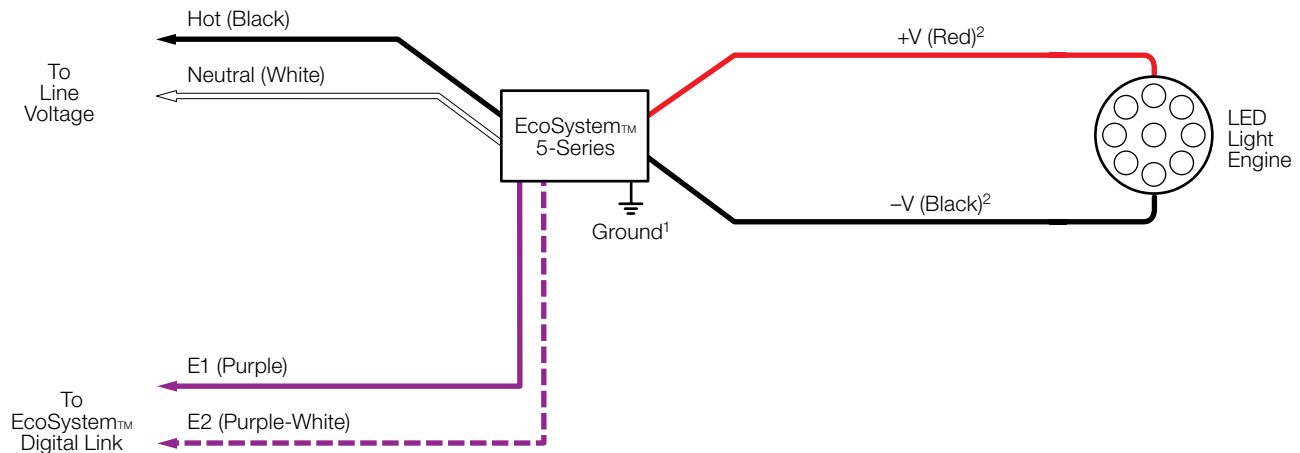 Hot (Black)
To
Line
Voltage
Neutral (White)
EcoSystem™
5-Series
Ground¹
+V (Red)²
–V (Black)²
LED
Light
Engine
E1 (Purple)
To
EcoSystem™
Digital Link
E2 (Purple-White)